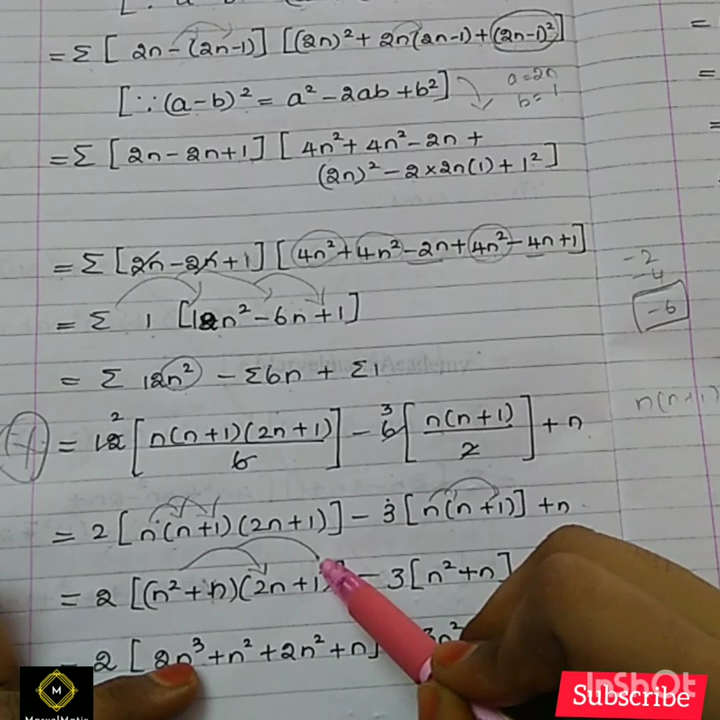 = Σ [ 2n - (2n-1)] [(2n)² + 2n(2n-1) + (2n-1)²]
[∵ (a-b)² = a² - 2ab + b²]
a = 2n
b = 1
= Σ [2n - 2n + 1] [4n² + 4n² - 2n +
(2n)² - 2 × 2n(1) + 1²]
= Σ [2n - 2n + 1] [4n² + 4n² - 2n + 4n² - 4n + 1]
-2
-4
-6
= Σ 1 [12n² - 6n + 1]
= Σ 12n² - Σ6n + Σ1
n(n+1)
= 12 2 [n(n+1)(2n+1)/6] - 6 3 [n(n+1)/2] + n
= 2 [n(n+1)(2n+1)] - 3 [n(n+1)] + n
= 2 [(n² + n)(2n+1)] - 3 [n² + n]
= 2 [2n³ + n² + 2n² + n]
M
InShOt
Subscribe